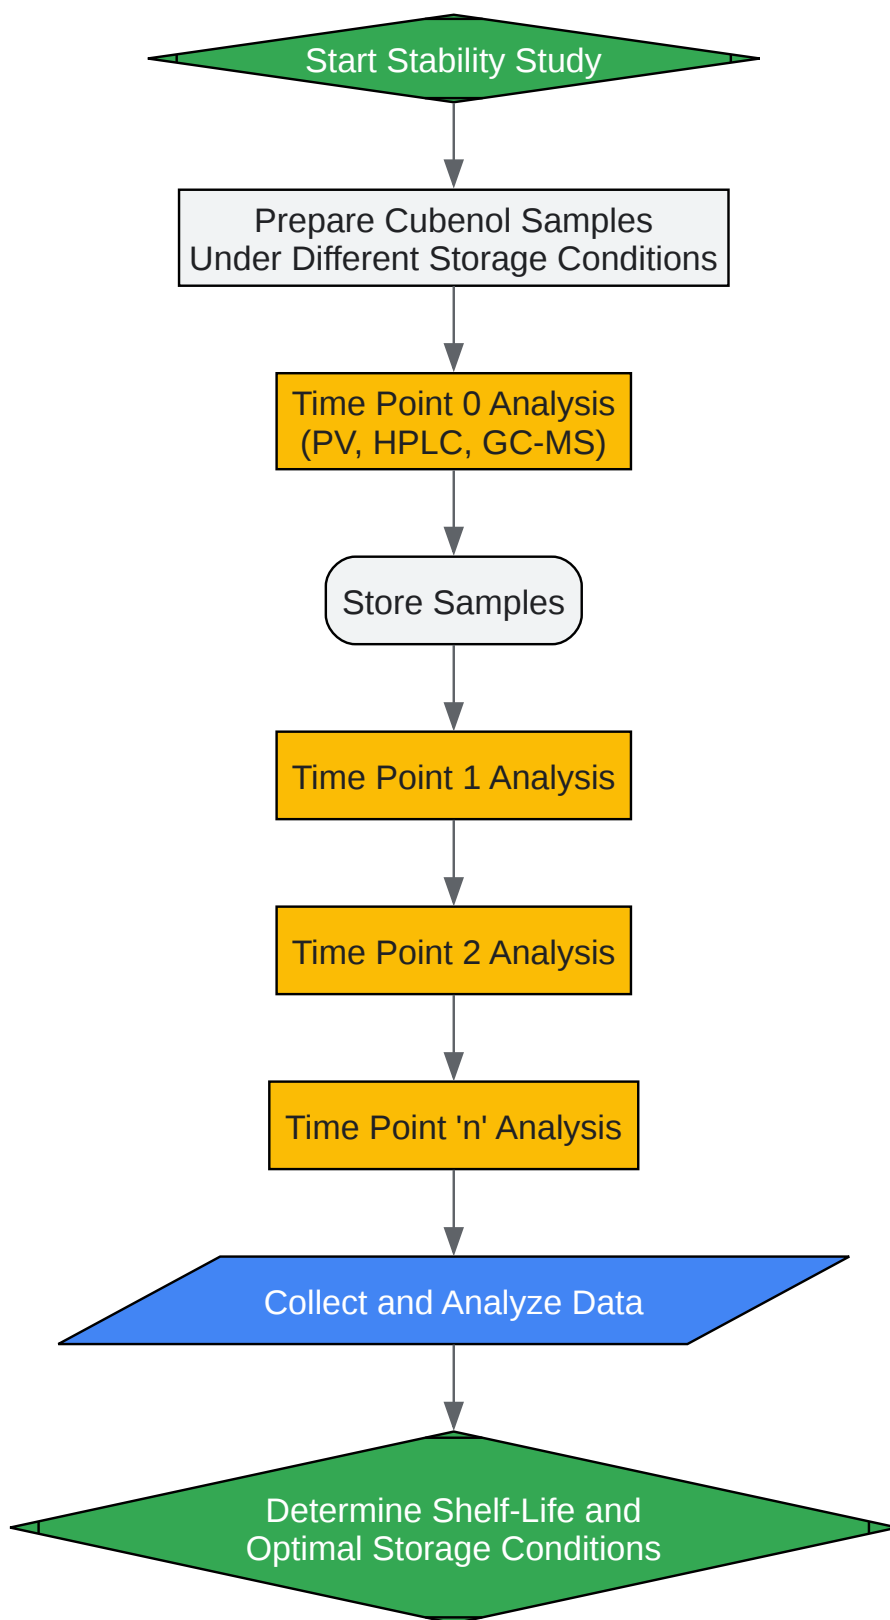 Start Stability Study
Prepare Cubenol Samples
Under Different Storage Conditions
Time Point 0 Analysis
(PV, HPLC, GC-MS)
Store Samples
Time Point 1 Analysis
Time Point 2 Analysis
Time Point 'n' Analysis
Collect and Analyze Data
Determine Shelf-Life and
Optimal Storage Conditions